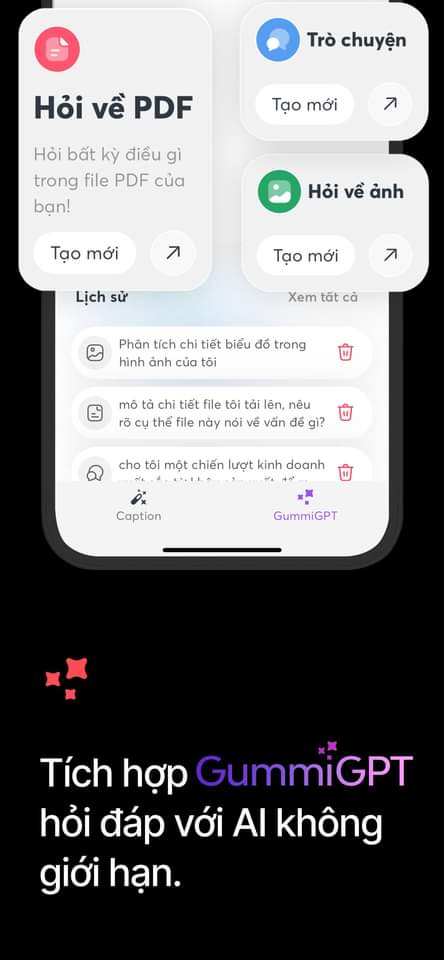 Hỏi về PDF
Hỏi bất kỳ điều gì
trong file PDF của
bạn!
Tạo mới
Trò chuyện
Tạo mới
Hỏi về ảnh
Tạo mới
Lịch sử
Xem tất cả
Phân tích chi tiết biểu đồ trong
hình ảnh của tôi
mô tả chi tiết file tôi tải lên, nêu
rõ cụ thể file này nói về vấn đề gì?
cho tôi một chiến lượt kinh doanh
Caption
GummiGPT
Tích hợp GummiGPT
hỏi đáp với AI không
giới hạn.